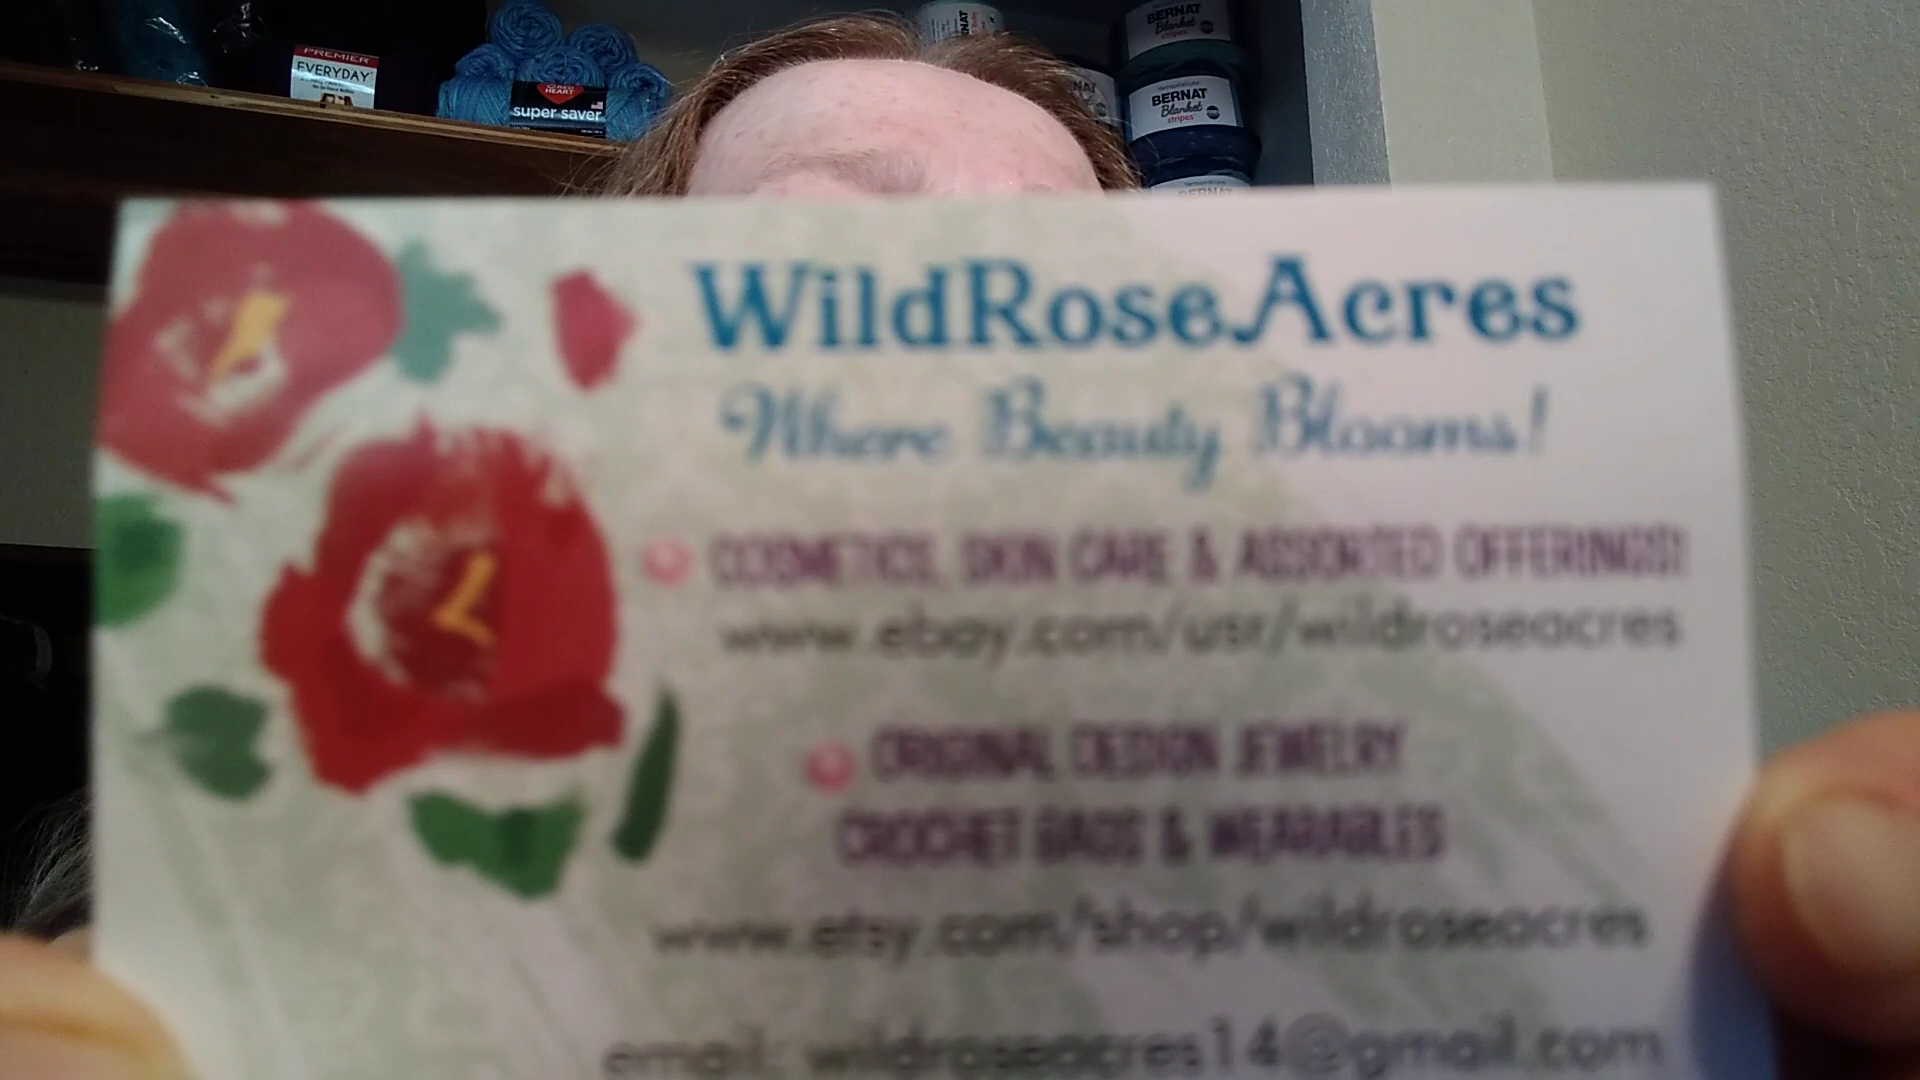 PREMIER
EVERYDAY
RED HEART
super saver
BERNAT
Blanket
BERNAT
Blanket
stripes
BERNAT
WildRoseAcres
Where Beauty Blooms!
COSMETICS, SKIN CARE & ASSORTED OFFERINGS!
www.ebay.com/usr/wildroseacres
ORIGINAL DESIGN JEWELRY
CROCHET BAGS & WEARABLES
www.etsy.com/shop/wildroseacres
email: wildroseacres14@gmail.com